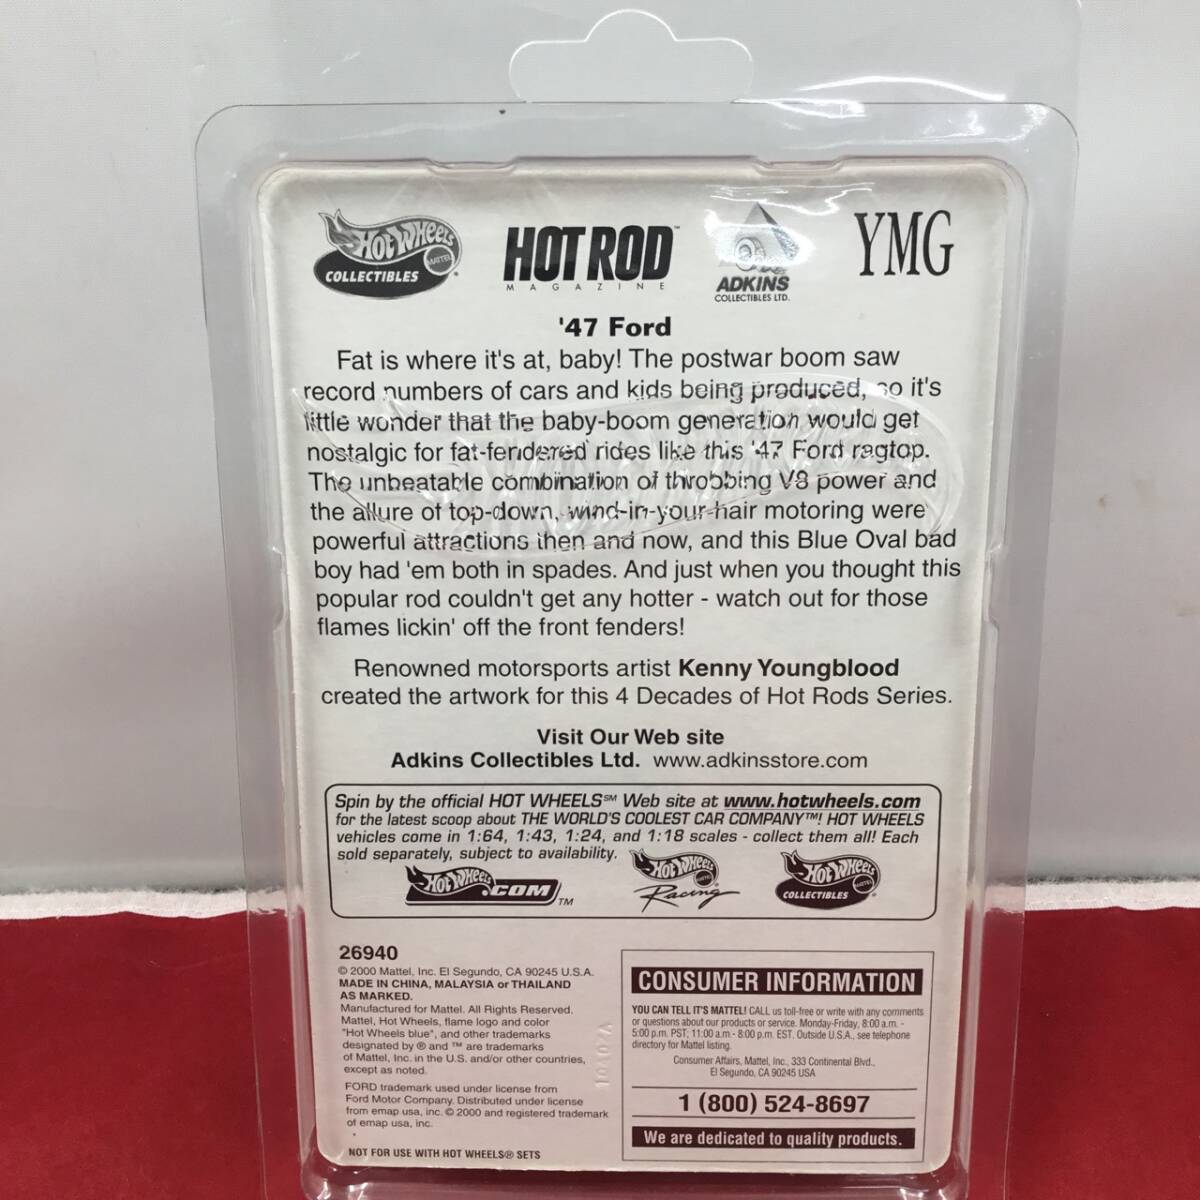 Hot Wheels
MATTEL
COLLECTIBLES
HOT ROD™
MAGAZINE
ADKINS
COLLECTIBLES LTD.
YMG
'47 Ford
Fat is where it's at, baby! The postwar boom saw
record numbers of cars and kids being produced, so it's
little wonder that the baby-boom generation would get
nostalgic for fat-fendered rides like this '47 Ford ragtop.
The unbeatable combination of throbbing V8 power and
the allure of top-down, wind-in-your-hair motoring were
powerful attractions then and now, and this Blue Oval bad
boy had 'em both in spades. And just when you thought this
popular rod couldn't get any hotter - watch out for those
flames lickin' off the front fenders!
Renowned motorsports artist Kenny Youngblood
created the artwork for this 4 Decades of Hot Rods Series.
Visit Our Web site
Adkins Collectibles Ltd. www.adkinsstore.com
Spin by the official HOT WHEELS℠ Web site at www.hotwheels.com
for the latest scoop about THE WORLD'S COOLEST CAR COMPANY™! HOT WHEELS
vehicles come in 1:64, 1:43, 1:24, and 1:18 scales - collect them all! Each
sold separately, subject to availability.
Hot Wheels.COM™
Hot Wheels Racing
Hot Wheels COLLECTIBLES
26940
© 2000 Mattel, Inc. El Segundo, CA 90245 U.S.A.
MADE IN CHINA, MALAYSIA or THAILAND
AS MARKED.
Manufactured for Mattel. All Rights Reserved.
Mattel, Hot Wheels, flame logo and color
"Hot Wheels blue", and other trademarks
designated by ® and ™ are trademarks
of Mattel, Inc. in the U.S. and/or other countries,
except as noted.
FORD trademark used under license from
Ford Motor Company. Distributed under license
from emap usa, inc. © 2000 and registered trademark
of emap usa, inc.
NOT FOR USE WITH HOT WHEELS® SETS
CONSUMER INFORMATION
YOU CAN TELL IT'S MATTEL! CALL us toll-free or write with any comments
or questions about our products or service. Monday-Friday, 8:00 a.m. -
5:00 p.m. PST; 11:00 a.m - 8:00 p.m. EST. Outside U.S.A., see telephone
directory for Mattel listing.
Consumer Affairs, Mattel, Inc., 333 Continental Blvd.,
El Segundo, CA 90245 USA
1 (800) 524-8697
We are dedicated to quality products.